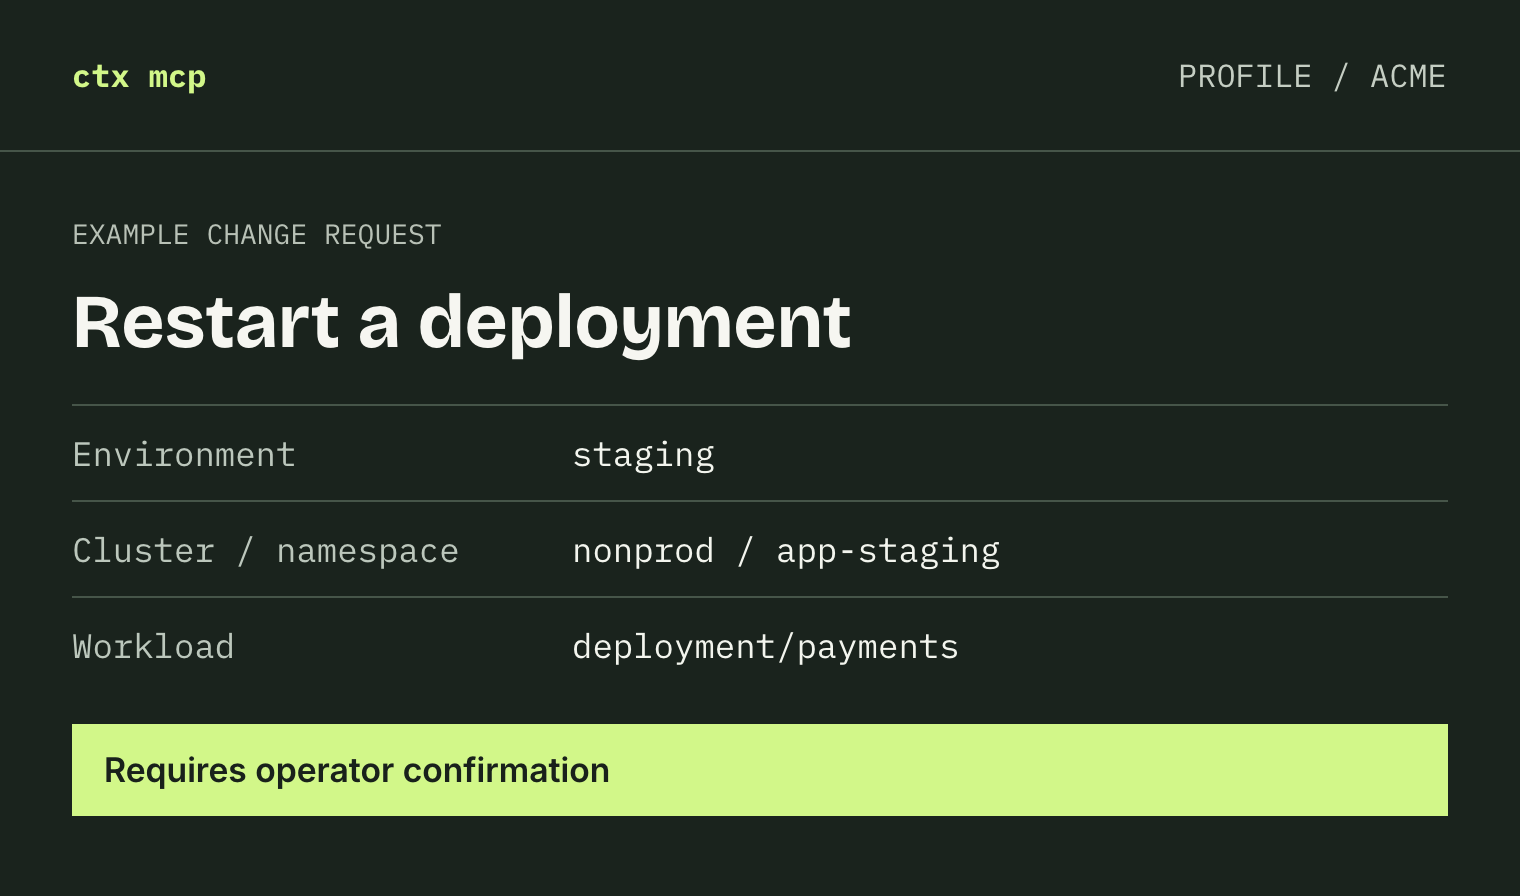 ctx mcp
PROFILE / ACME
EXAMPLE CHANGE REQUEST
Restart a deployment
Environment staging
Cluster / namespace nonprod / app-staging
Workload deployment/payments
Requires operator confirmation